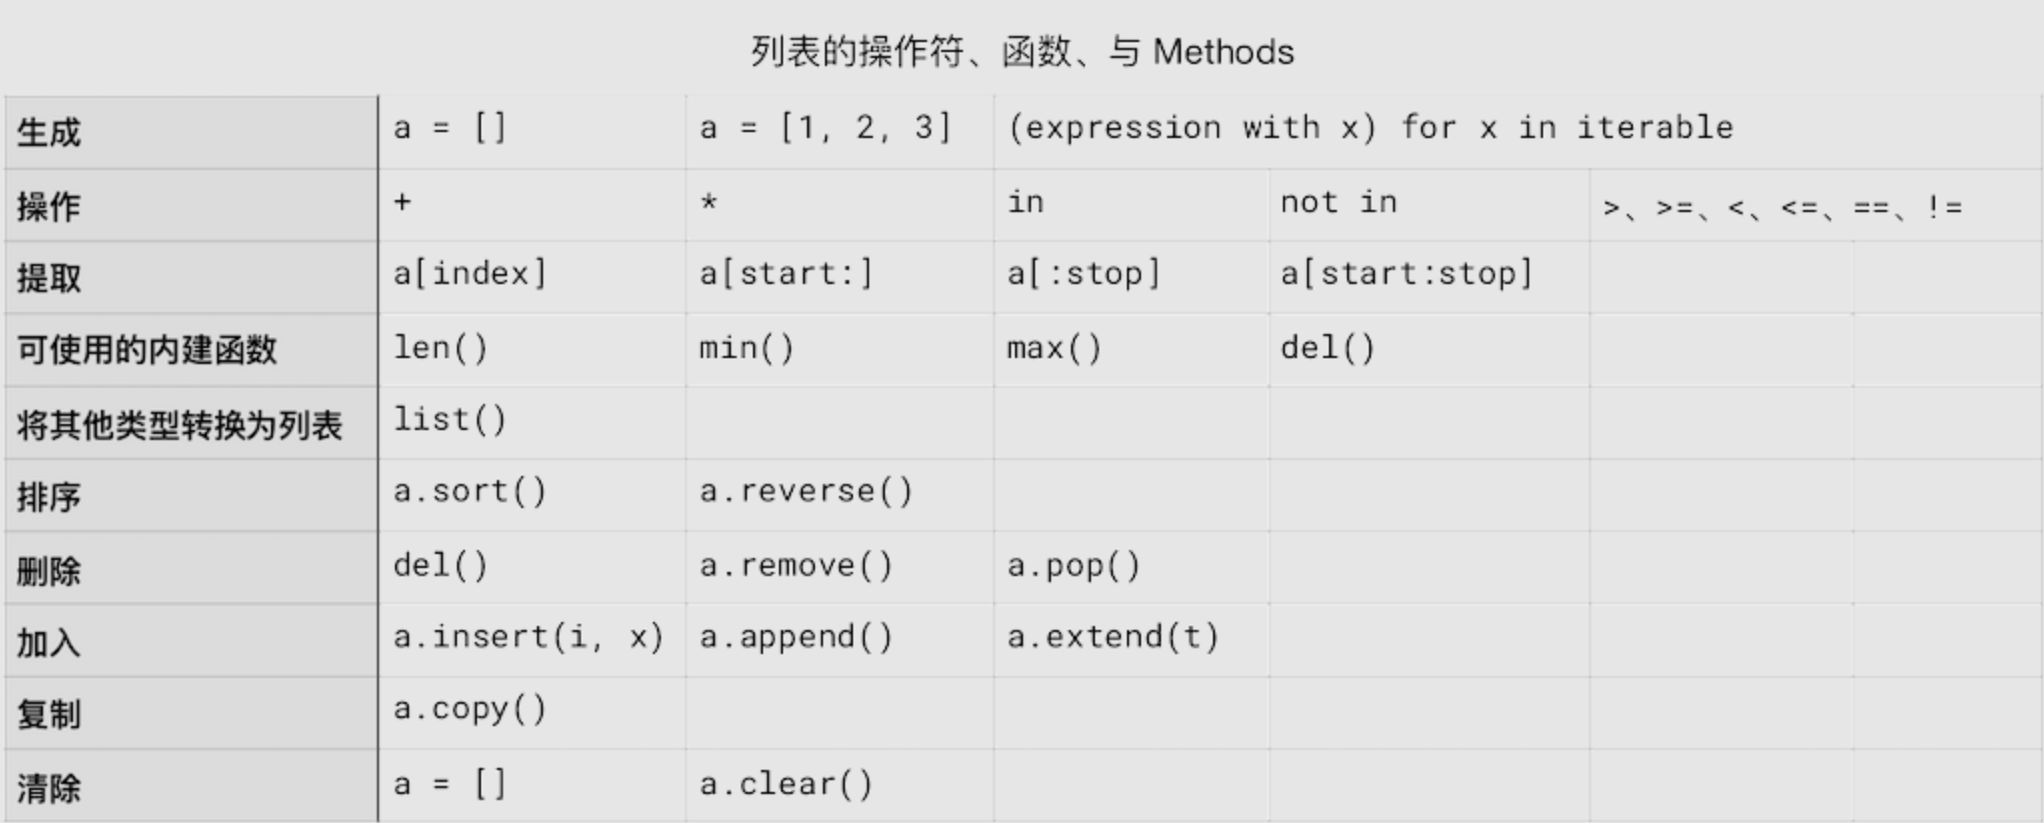 列表的操作符、函数、与 Methods
生成 a = [] a = [1, 2, 3] (expression with x) for x in iterable
操作 + * in not in >、>=、<、<=、==、!=
提取 a[index] a[start:] a[:stop] a[start:stop]
可使用的内建函数 len() min() max() del()
将其他类型转换为列表 list()
排序 a.sort() a.reverse()
删除 del() a.remove() a.pop()
加入 a.insert(i, x) a.append() a.extend(t)
复制 a.copy()
清除 a = [] a.clear()